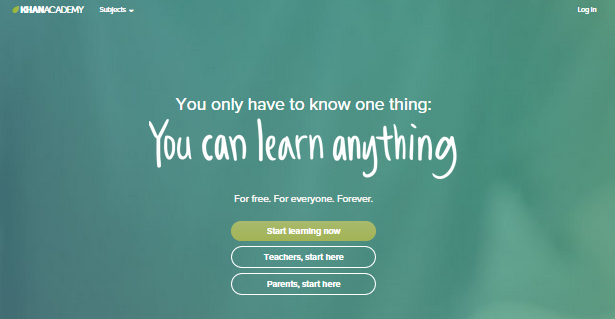 KHANACADEMY
Subjects
Log In
You only have to know one thing:
You can learn anything
For free. For everyone. Forever.
Start learning now
Teachers, start here
Parents, start here